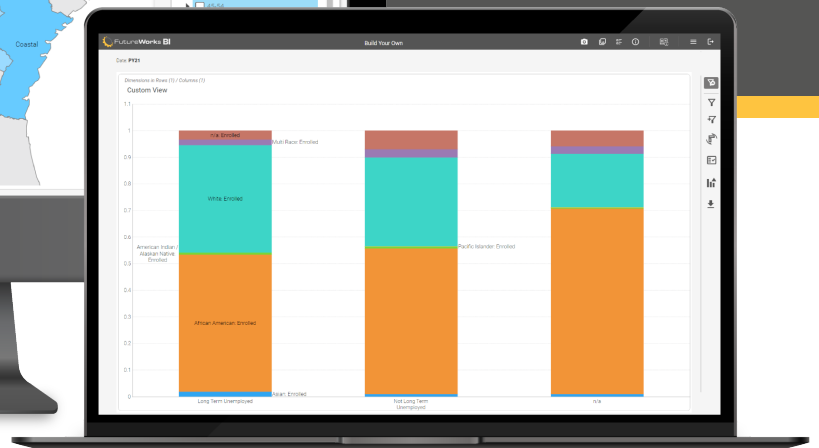 Coastal
FutureWorks BI
Build Your Own
Date: PY21
Dimensions in Rows (1) / Columns (1)
Custom View
1.1
1
0.9
0.8
0.7
0.6
0.5
0.4
0.3
0.2
0.1
0
n/a: Enrolled
Multi Race: Enrolled
White: Enrolled
American Indian /
Alaskan Native:
Enrolled
Pacific Islander: Enrolled
African American: Enrolled
Asian: Enrolled
Long Term Unemployed
Not Long Term
Unemployed
n/a